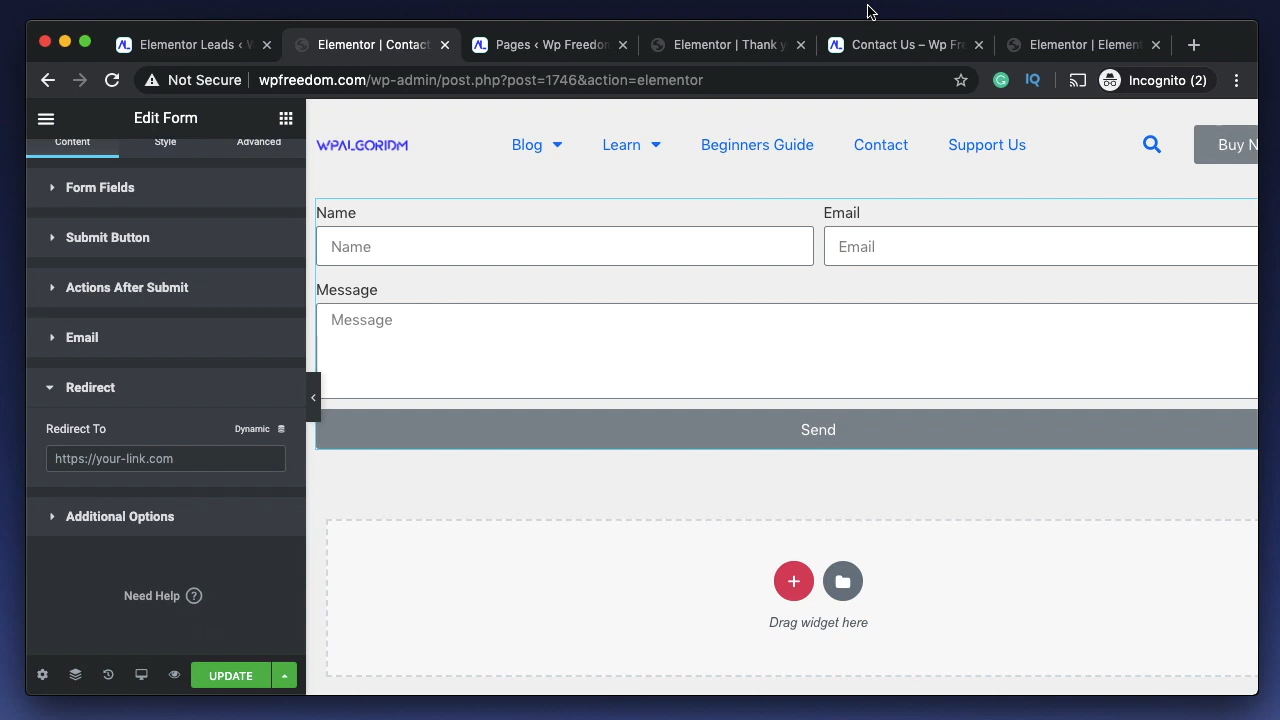 Elementor Leads ‹ W
Elementor | Contact
Pages ‹ Wp Freedon
Elementor | Thank y
Contact Us – Wp Fre
Elementor | Element
Not Secure
wpfreedom.com/wp-admin/post.php?post=1746&action=elementor
IQ
Incognito (2)
Edit Form
Content
Style
Advanced
Form Fields
Submit Button
Actions After Submit
Email
Redirect
Redirect To
Dynamic
https://your-link.com
Additional Options
Need Help ?
UPDATE
WPALGORIDM
Blog
Learn
Beginners Guide
Contact
Support Us
Buy N
Name
Email
Name
Email
Message
Message
Send
Drag widget here